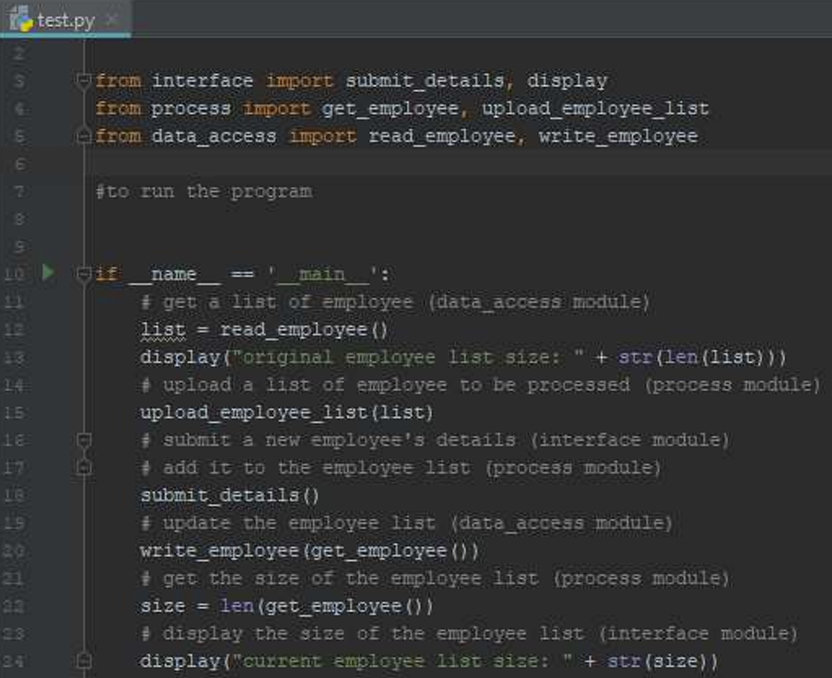 test.py
2
3 from interface import submit_details, display
4 from process import get_employee, upload_employee_list
5 from data_access import read_employee, write_employee
6
7 #to run the program
8
9
10 if __name__ == '__main__':
11 # get a list of employee (data_access module)
12 list = read_employee()
13 display("original employee list size: " + str(len(list)))
14 # upload a list of employee to be processed (process module)
15 upload_employee_list(list)
16 # submit a new employee's details (interface module)
17 # add it to the employee list (process module)
18 submit_details()
19 # update the employee list (data_access module)
20 write_employee(get_employee())
21 # get the size of the employee list (process module)
22 size = len(get_employee())
23 # display the size of the employee list (interface module)
24 display("current employee list size: " + str(size))